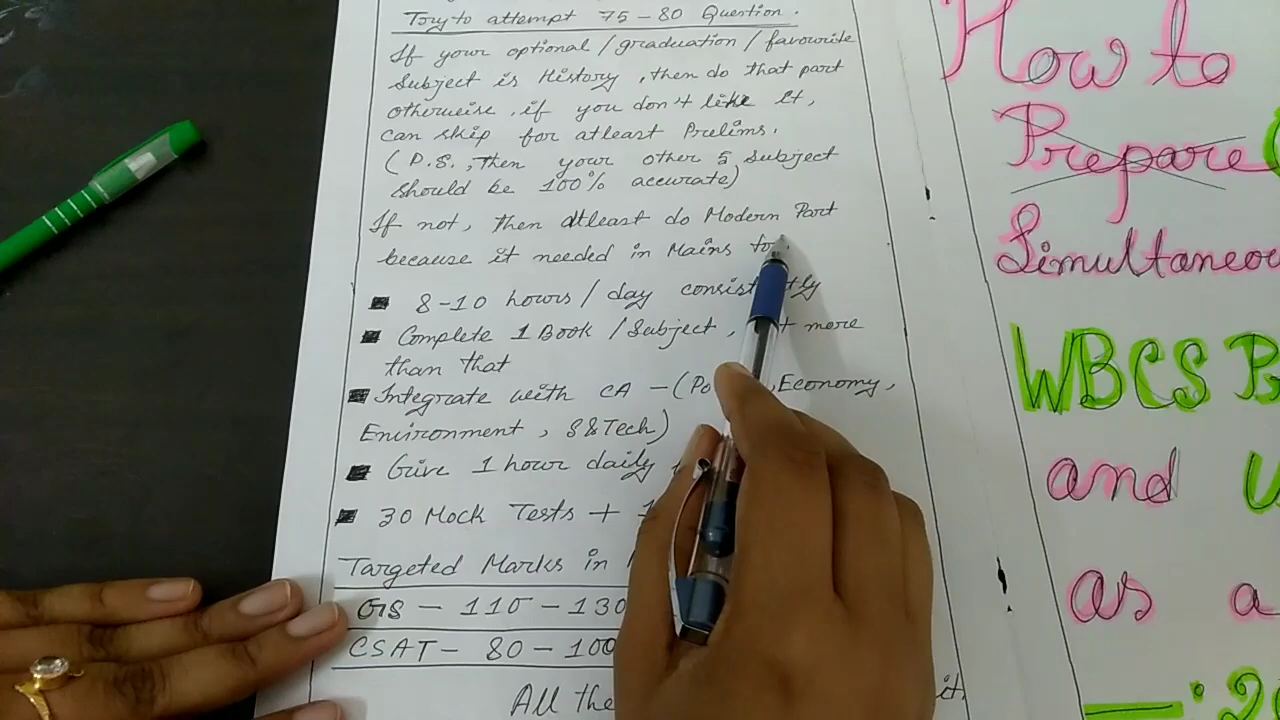 Try to attempt 75-80 Question.
If your optional/graduation/favourite
Subject is History, then do that part
otherwise, if you don't like it,
can skip for atleast Prelims.
(P.S., then your other 5 subject
should be 100% accurate)
If not, then atleast do Modern Part
because it needed in Mains
8-10 hours/day
Complete 1 Book/Subject, more
than that
Integrate with CA - ( Economy,
Environment, S&Tech)
Give 1 hour daily
30 Mock Tests +
Targeted Marks in
GS - 110 - 130
CSAT - 80 - 100
All the
it.
How to
Prepare
Simultaneou
WBCS
and
as a